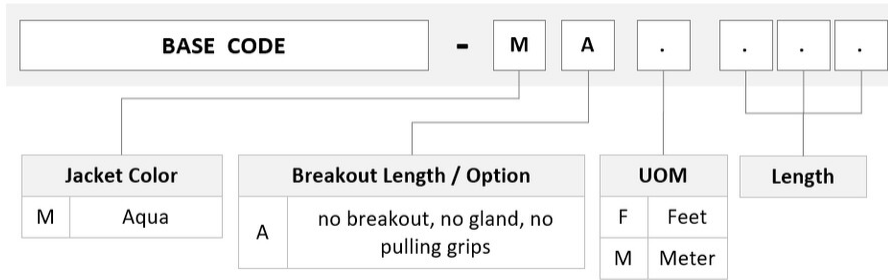 BASE CODE - M A . . . .
Jacket Color
M Aqua
Breakout Length / Option
A no breakout, no gland, no
pulling grips
UOM
F Feet
M Meter
Length